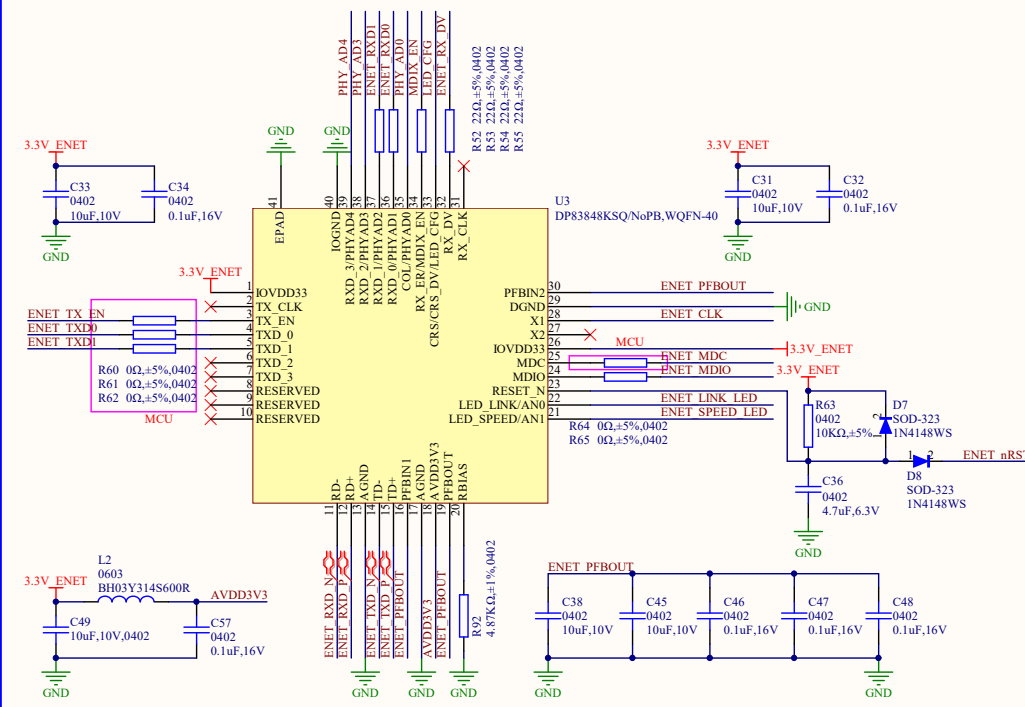 PHY_AD4
PHY_AD3
ENET_RXD1
ENET_RXD0
PHY_AD0
MDIX_EN
LED_CFG
ENET_RX_DV
R52 22Ω,±5%,0402
R53 22Ω,±5%,0402
R54 22Ω,±5%,0402
R55 22Ω,±5%,0402
GND
GND
3.3V_ENET
C33
0402
10uF,10V
C34
0402
0.1uF,16V
GND
3.3V_ENET
C31
0402
10uF,10V
C32
0402
0.1uF,16V
GND
U3
DP83848KSQ/NoPB,WQFN-40
41
40
39
38
37
36
35
34
33
32
31
EPAD
IOGND
RXD_3/PHYAD4
RXD_2/PHYAD3
RXD_1/PHYAD2
RXD_0/PHYAD1
COL/PHYAD0
RX_ER/MDIX_EN
CRS/CRS_DV/LED_CFG
RX_DV
RX_CLK
3.3V_ENET
1 IOVDD33
2 TX_CLK
ENET_TX_EN 3 TX_EN
ENET_TXD0 4 TXD_0
ENET_TXD1 5 TXD_1
6 TXD_2
7 TXD_3
8 RESERVED
9 RESERVED
10 RESERVED
R60 0Ω,±5%,0402
R61 0Ω,±5%,0402
R62 0Ω,±5%,0402
MCU
PFBIN2 30 ENET_PFBOUT
DGND 29 GND
X1 28 ENET_CLK
X2 27
MCU
IOVDD33 26 3.3V_ENET
MDC 25 ENET_MDC
MDIO 24 ENET_MDIO
RESET_N 23
LED_LINK/AN0 22 ENET_LINK_LED
LED_SPEED/AN1 21 ENET_SPEED_LED
R64 0Ω,±5%,0402
R65 0Ω,±5%,0402
3.3V_ENET
R63
0402
10KΩ,±5%
2
1
D7
SOD-323
1N4148WS
1
2
ENET_nRST
D8
SOD-323
1N4148WS
C36
0402
4.7uF,6.3V
GND
RD-
RD+
AGND
TD-
TD+
PFBIN1
AGND
AVDD3V3
PFBOUT
RBIAS
11
12
13
14
15
16
17
18
19
20
ENET_RXD_N
ENET_RXD_P
ENET_TXD_N
ENET_TXD_P
ENET_PFBOUT
AVDD3V3
ENET_PFBOUT
R92
4.87KΩ,±1%,0402
GND
GND
GND
3.3V_ENET
L2
0603
BH03Y314S600R
AVDD3V3
C49
10uF,10V,0402
C57
0402
0.1uF,16V
GND
ENET_PFBOUT
C38
0402
10uF,10V
C45
0402
10uF,10V
C46
0402
0.1uF,16V
C47
0402
0.1uF,16V
C48
0402
0.1uF,16V
GND
GND